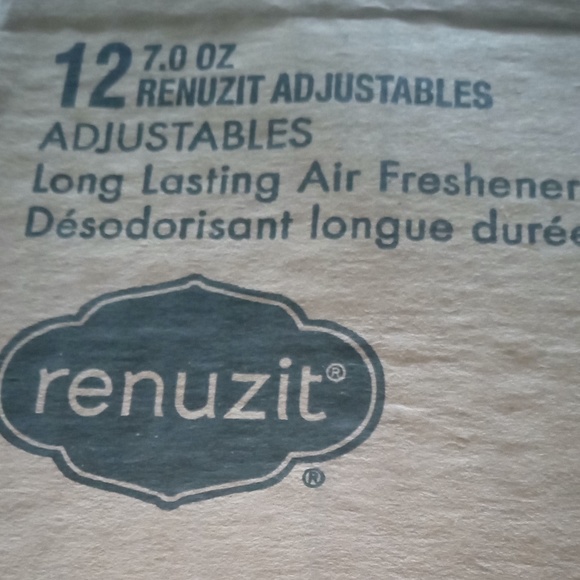 12 7.0 OZ
RENUZIT ADJUSTABLES
ADJUSTABLES
Long Lasting Air Freshener
Désodorisant longue durée
renuzit®
®